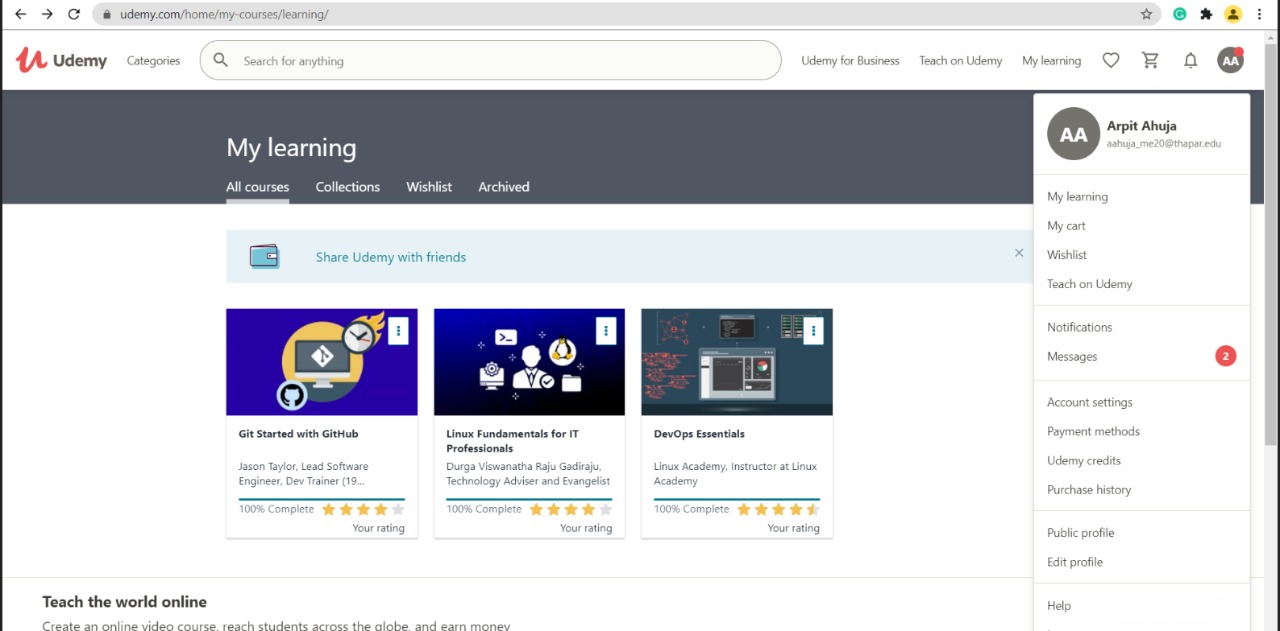 udemy.com/home/my-courses/learning/
Udemy
Categories
Search for anything
Udemy for Business
Teach on Udemy
My learning
AA
My learning
All courses
Collections
Wishlist
Archived
Share Udemy with friends
Git Started with GitHub
Jason Taylor, Lead Software
Engineer, Dev Trainer (19...
100% Complete
Your rating
Linux Fundamentals for IT
Professionals
Durga Viswanatha Raju Gadiraju,
Technology Adviser and Evangelist
100% Complete
Your rating
DevOps Essentials
Linux Academy, Instructor at Linux
Academy
100% Complete
Your rating
AA
Arpit Ahuja
aahuja_me20@thapar.edu
My learning
My cart
Wishlist
Teach on Udemy
Notifications
Messages
2
Account settings
Payment methods
Udemy credits
Purchase history
Public profile
Edit profile
Help
Teach the world online
Create an online video course, reach students across the globe, and earn money